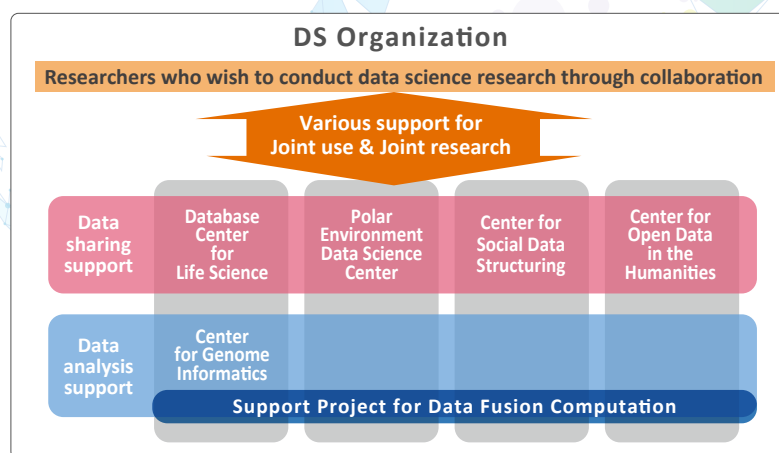 DS Organization
Researchers who wish to conduct data science research through collaboration
Various support for
Joint use & Joint research
Data
sharing
support
Database
Center
for
Life Science
Polar
Environment
Data Science
Center
Center for
Social Data
Structuring
Center for
Open Data
in the
Humanities
Data
analysis
support
Center
for Genome
Informatics
Support Project for Data Fusion Computation